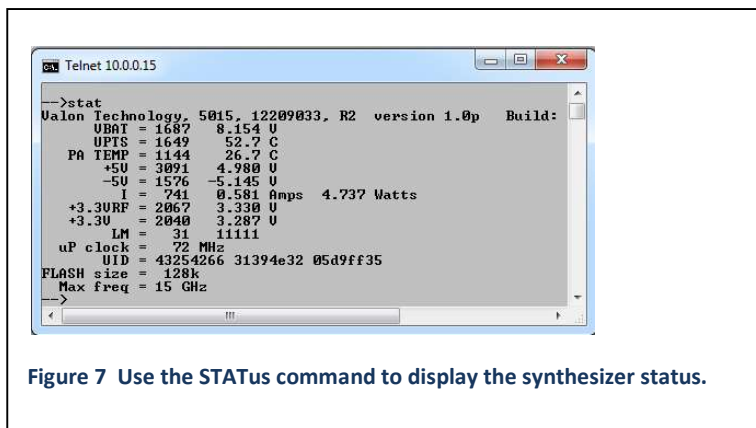 Telnet 10.0.0.15
-->stat
Valon Technology, 5015, 12209033, R2 version 1.0p Build:
VBAT = 1687 8.154 V
UPTS = 1649 52.7 C
PA TEMP = 1144 26.7 C
+5V = 3091 4.980 V
-5V = 1576 -5.145 V
I = 741 0.581 Amps 4.737 Watts
+3.3VRF = 2067 3.330 V
+3.3V = 2040 3.287 V
LM = 31 11111
uP clock = 72 MHz
UID = 43254266 31394e32 05d9ff35
FLASH size = 128k
Max freq = 15 GHz
-->
Figure 7 Use the STATus command to display the synthesizer status.